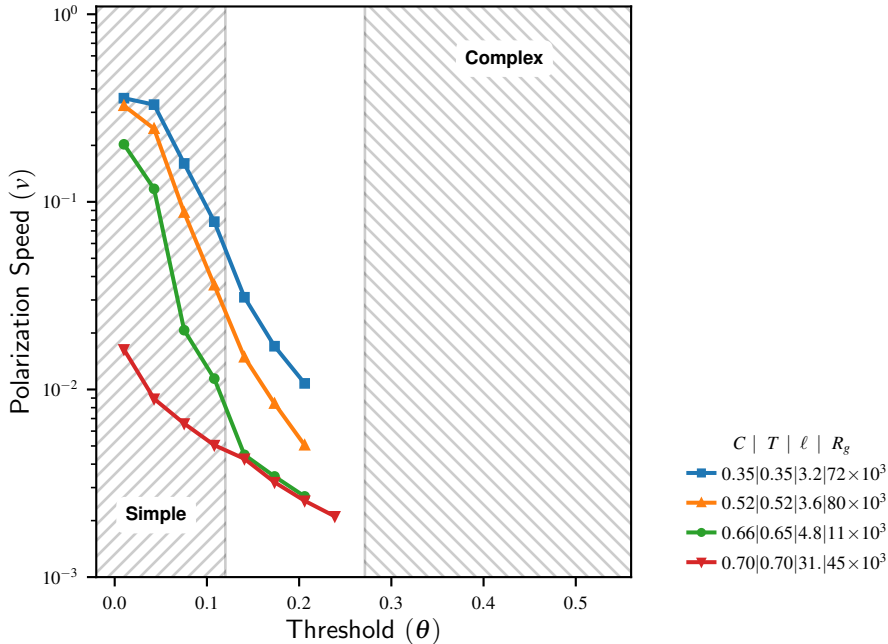 10⁰
Complex
10⁻¹
Polarization Speed (v)
10⁻²
C | T | ℓ | R_g
0.35|0.35|3.2|72×10³
0.52|0.52|3.6|80×10³
Simple
0.66|0.65|4.8|11×10³
0.70|0.70|31.|45×10³
10⁻³
0.0 0.1 0.2 0.3 0.4 0.5
Threshold (θ)